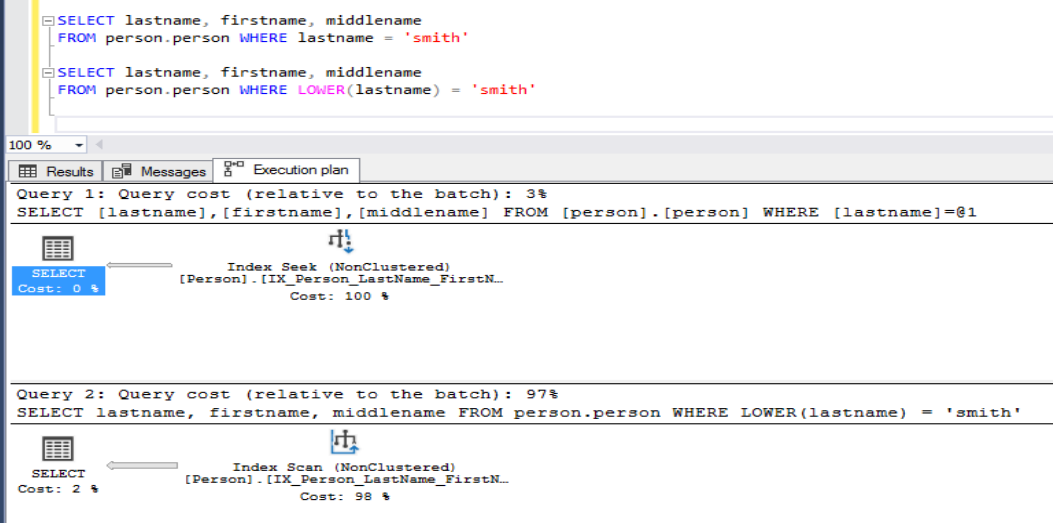 SELECT lastname, firstname, middlename
FROM person.person WHERE lastname = 'smith'
SELECT lastname, firstname, middlename
FROM person.person WHERE LOWER(lastname) = 'smith'
100 %
Results Messages Execution plan
Query 1: Query cost (relative to the batch): 3%
SELECT [lastname],[firstname],[middlename] FROM [person].[person] WHERE [lastname]=@1
SELECT
Cost: 0 %
Index Seek (NonClustered)
[Person].[IX_Person_LastName_FirstN…
Cost: 100 %
Query 2: Query cost (relative to the batch): 97%
SELECT lastname, firstname, middlename FROM person.person WHERE LOWER(lastname) = 'smith'
SELECT
Cost: 2 %
Index Scan (NonClustered)
[Person].[IX_Person_LastName_FirstN…
Cost: 98 %